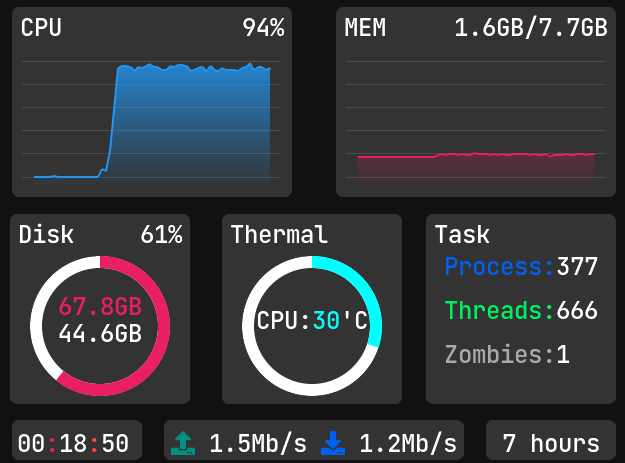 CPU 94%
MEM 1.6GB/7.7GB
Disk 61%
67.8GB
44.6GB
Thermal
CPU:30'C
Task
Process:377
Threads:666
Zombies:1
00:18:50
1.5Mb/s 1.2Mb/s
7 hours